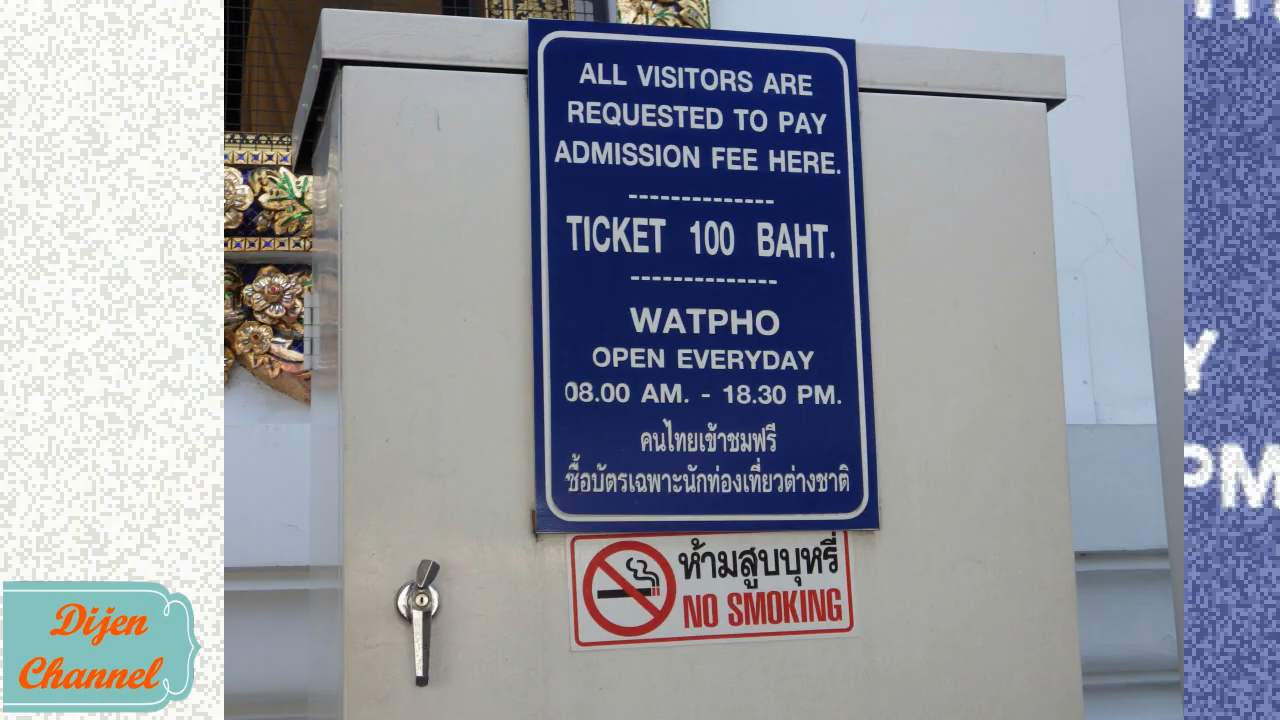 ALL VISITORS ARE
REQUESTED TO PAY
ADMISSION FEE HERE.
--------------
TICKET 100 BAHT.
--------------
WATPHO
OPEN EVERYDAY
08.00 AM. - 18.30 PM.
คนไทยเข้าชมฟรี
ซื้อบัตรเฉพาะนักท่องเที่ยวต่างชาติ
ห้ามสูบบุหรี่
NO SMOKING
Dijen
Channel
Y
PM